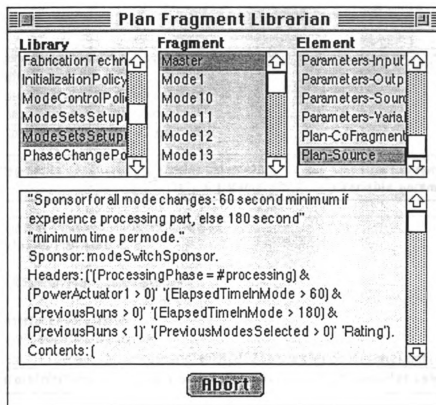 Plan Fragment Librarian
Library
FabricationTechn
InitializationPolicy
ModeControlPoli
ModeSetsSetup
ModeSetsSetup
PhaseChangePo
Fragment
Master
Mode1
Mode10
Mode11
Mode12
Mode13
Element
Parameters-Input
Parameters-Outp
Parameters-Sour
Parameters-Varial
Plan-CoFragment
Plan-Source
"Sponsor for all mode changes: 60 second minimum if
experience processing part, else 180 second"
"minimum time per mode."
Sponsor: modeSwitchSponsor.
Headers: ('(ProcessingPhase = #processing) &
(PowerActuator1 > 0)' '(ElapsedTimeInMode > 60) &
(PreviousRuns > 0)' '(ElapsedTimeInMode > 180) &
(PreviousRuns < 1)' '(PreviousModesSelected > 0)' 'Rating').
Contents: (
Abort